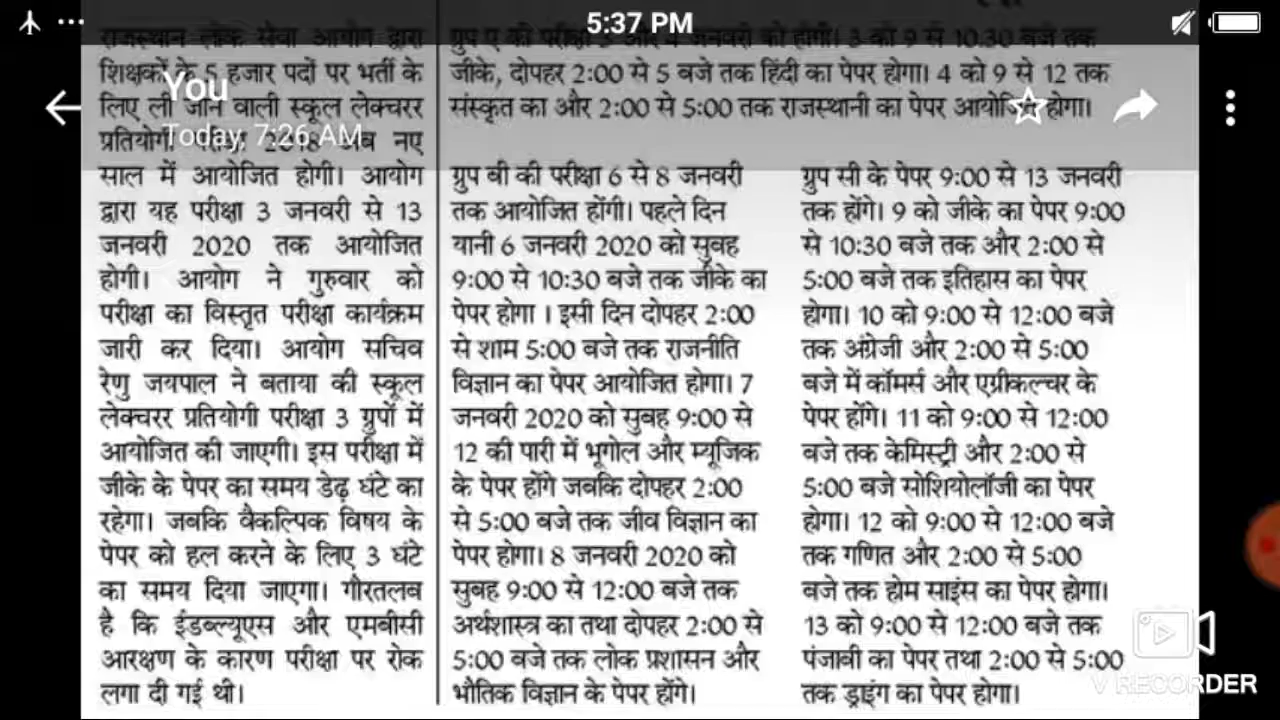 5:37 PM
You
Today, 7:26 AM
राजस्थान लोक सेवा आयोग द्वारा
शिक्षकों के 5 हजार पदों पर भर्ती के
लिए ली जाने वाली स्कूल लेक्चरर
प्रतियोगी 2018 अब नए
साल में आयोजित होगी। आयोग
द्वारा यह परीक्षा 3 जनवरी से 13
जनवरी 2020 तक आयोजित
होगी। आयोग ने गुरुवार को
परीक्षा का विस्तृत परीक्षा कार्यक्रम
जारी कर दिया। आयोग सचिव
रेणु जयपाल ने बताया की स्कूल
लेक्चरर प्रतियोगी परीक्षा 3 ग्रुपों में
आयोजित की जाएगी। इस परीक्षा में
जीके के पेपर का समय डेढ़ घंटे का
रहेगा। जबकि वैकल्पिक विषय के
पेपर को हल करने के लिए 3 घंटे
का समय दिया जाएगा। गौरतलब
है कि ईडब्ल्यूएस और एमबीसी
आरक्षण के कारण परीक्षा पर रोक
लगा दी गई थी।
ग्रुप ए की परीक्षा 3 और 4 जनवरी को होगी। 3 को 9 से 10.30 बजे तक
जीके, दोपहर 2:00 से 5 बजे तक हिंदी का पेपर होगा। 4 को 9 से 12 तक
संस्कृत का और 2:00 से 5:00 तक राजस्थानी का पेपर आयोजित होगा।
ग्रुप बी की परीक्षा 6 से 8 जनवरी
तक आयोजित होंगी। पहले दिन
यानी 6 जनवरी 2020 को सुबह
9:00 से 10:30 बजे तक जीके का
पेपर होगा । इसी दिन दोपहर 2:00
से शाम 5:00 बजे तक राजनीति
विज्ञान का पेपर आयोजित होगा। 7
जनवरी 2020 को सुबह 9:00 से
12 की पारी में भूगोल और म्यूजिक
के पेपर होंगे जबकि दोपहर 2:00
से 5:00 बजे तक जीव विज्ञान का
पेपर होगा। 8 जनवरी 2020 को
सुबह 9:00 से 12:00 बजे तक
अर्थशास्त्र का तथा दोपहर 2:00 से
5:00 बजे तक लोक प्रशासन और
भौतिक विज्ञान के पेपर होंगे।
ग्रुप सी के पेपर 9:00 से 13 जनवरी
तक होंगे। 9 को जीके का पेपर 9:00
से 10:30 बजे तक और 2:00 से
5:00 बजे तक इतिहास का पेपर
होगा। 10 को 9:00 से 12:00 बजे
तक अंग्रेजी और 2:00 से 5:00
बजे में कॉमर्स और एग्रीकल्चर के
पेपर होंगे। 11 को 9:00 से 12:00
बजे तक केमिस्ट्री और 2:00 से
5:00 बजे सोशियोलॉजी का पेपर
होगा। 12 को 9:00 से 12:00 बजे
तक गणित और 2:00 से 5:00
बजे तक होम साइंस का पेपर होगा।
13 को 9:00 से 12:00 बजे तक
पंजाबी का पेपर तथा 2:00 से 5:00
तक ड्राइंग का पेपर होगा।
V RECORDER